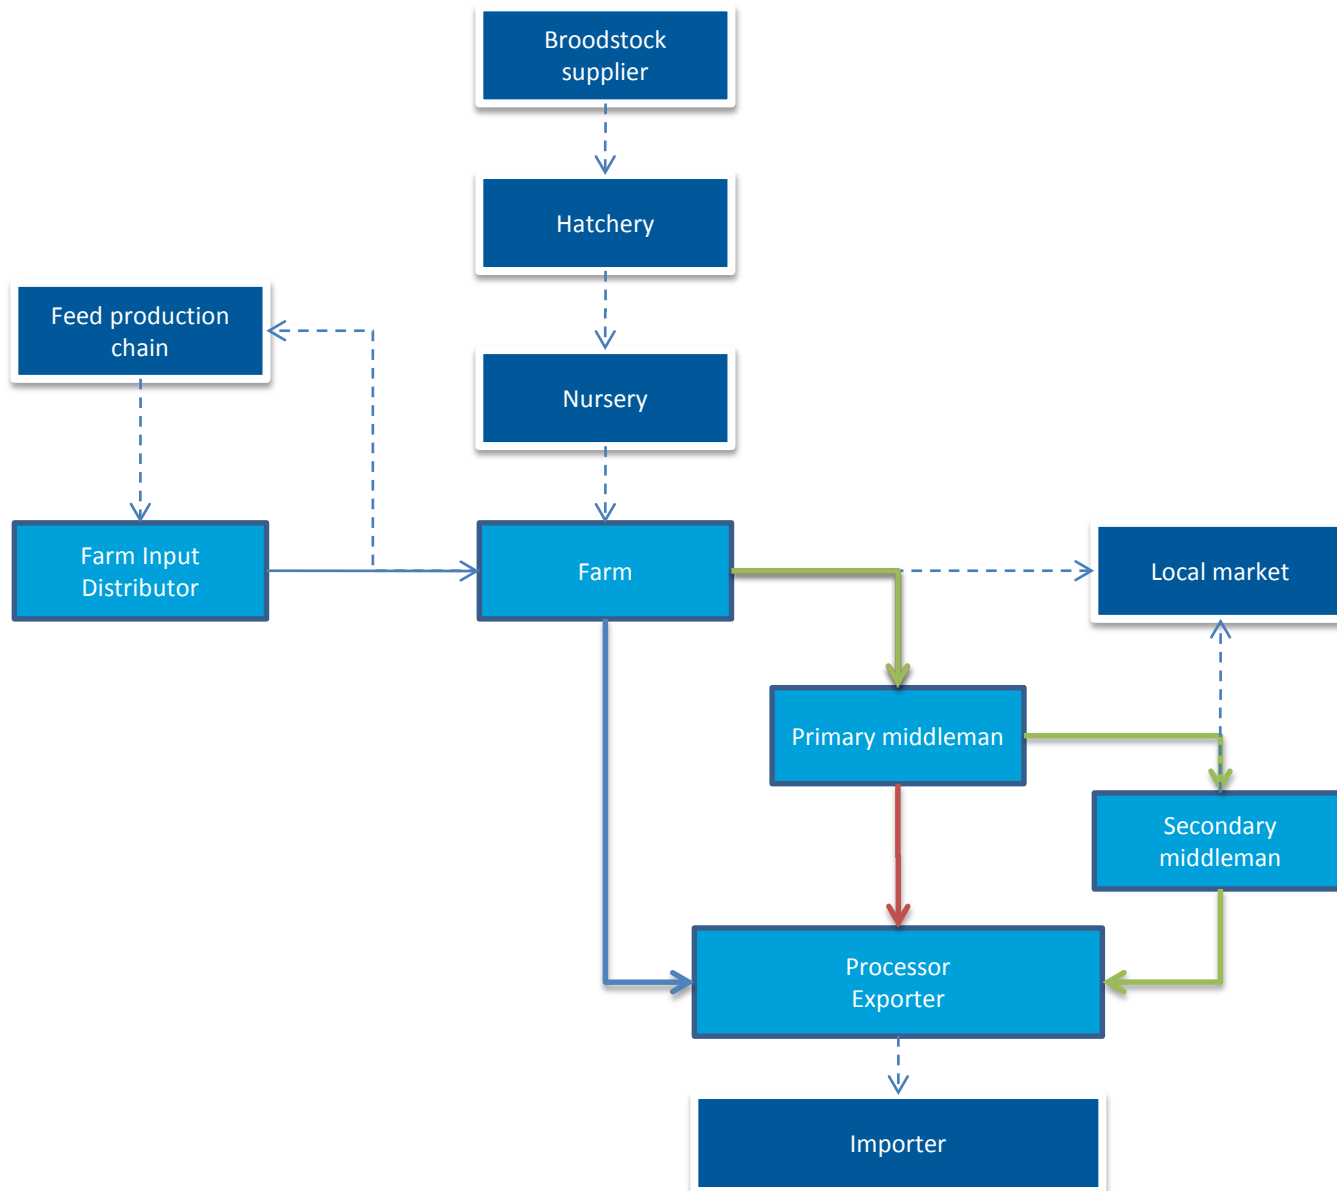 Broodstock
supplier
Hatchery
Feed production
chain
Nursery
Farm Input
Distributor
Farm
Local market
Primary middleman
Secondary
middleman
Processor
Exporter
Importer